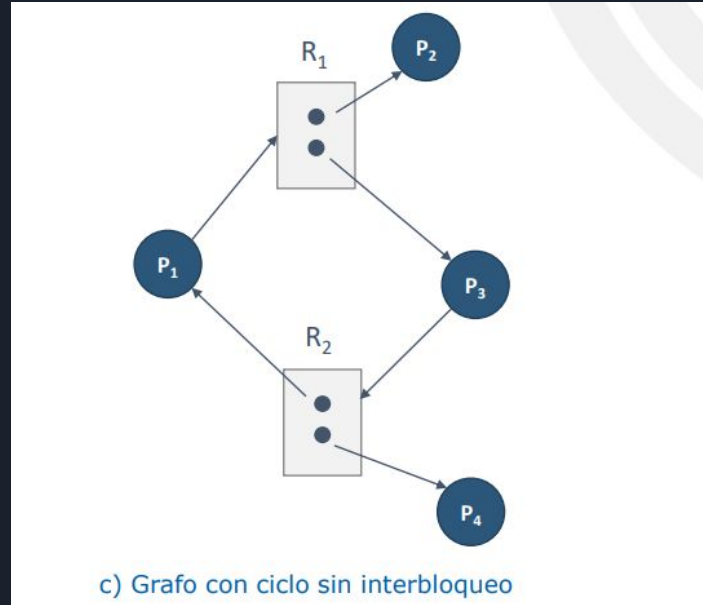 R₁
P₂
P₁
P₃
R₂
P₄
c) Grafo con ciclo sin interbloqueo